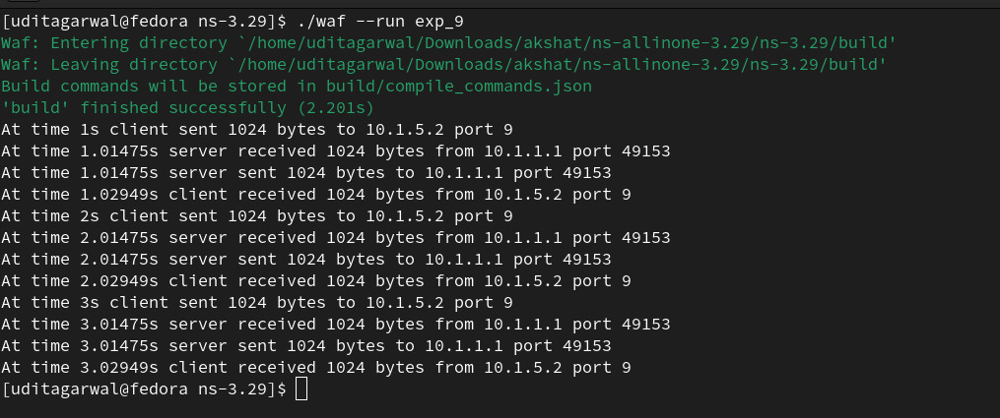 [uditagarwal@fedora ns-3.29]$ ./waf --run exp_9
Waf: Entering directory `/home/uditagarwal/Downloads/akshat/ns-allinone-3.29/ns-3.29/build'
Waf: Leaving directory `/home/uditagarwal/Downloads/akshat/ns-allinone-3.29/ns-3.29/build'
Build commands will be stored in build/compile_commands.json
'build' finished successfully (2.201s)
At time 1s client sent 1024 bytes to 10.1.5.2 port 9
At time 1.01475s server received 1024 bytes from 10.1.1.1 port 49153
At time 1.01475s server sent 1024 bytes to 10.1.1.1 port 49153
At time 1.02949s client received 1024 bytes from 10.1.5.2 port 9
At time 2s client sent 1024 bytes to 10.1.5.2 port 9
At time 2.01475s server received 1024 bytes from 10.1.1.1 port 49153
At time 2.01475s server sent 1024 bytes to 10.1.1.1 port 49153
At time 2.02949s client received 1024 bytes from 10.1.5.2 port 9
At time 3s client sent 1024 bytes to 10.1.5.2 port 9
At time 3.01475s server received 1024 bytes from 10.1.1.1 port 49153
At time 3.01475s server sent 1024 bytes to 10.1.1.1 port 49153
At time 3.02949s client received 1024 bytes from 10.1.5.2 port 9
[uditagarwal@fedora ns-3.29]$